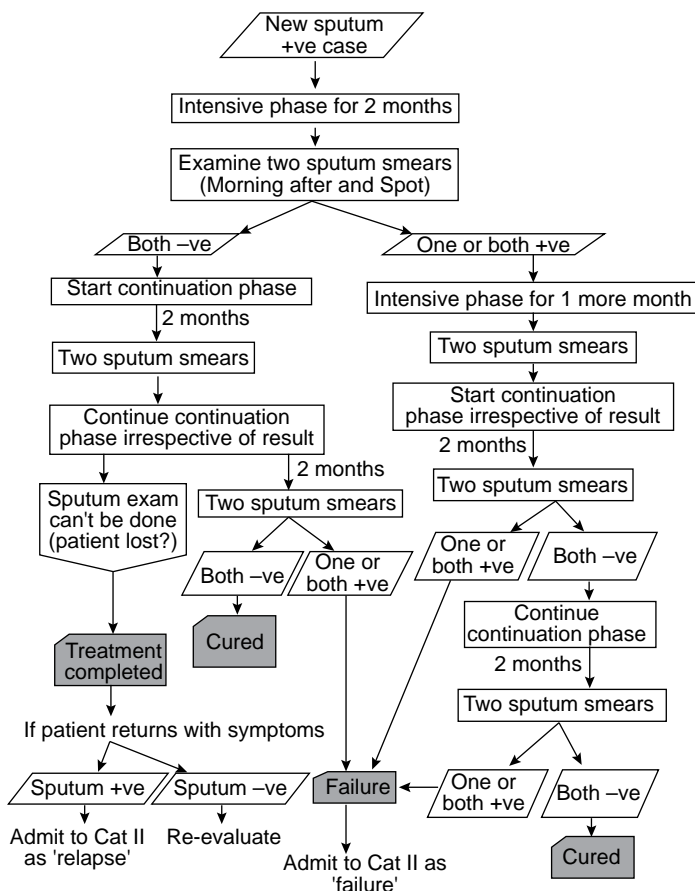 New sputum
+ve case
Intensive phase for 2 months
Examine two sputum smears
(Morning after and Spot)
Both –ve
One or both +ve
Start continuation phase
Intensive phase for 1 more month
2 months
Two sputum smears
Two sputum smears
Continue continuation
phase irrespective of result
Start continuation
phase irrespective of result
2 months
2 months
Sputum exam
can't be done
(patient lost?)
Two sputum smears
Two sputum smears
Both –ve
One or
both +ve
One or
both +ve
Both –ve
Cured
Continue
continuation phase
Treatment
completed
2 months
Two sputum smears
If patient returns with symptoms
Sputum +ve
Sputum –ve
Failure
One or
both +ve
Both –ve
Admit to Cat II
as 'relapse'
Re-evaluate
Admit to Cat II as
'failure'
Cured